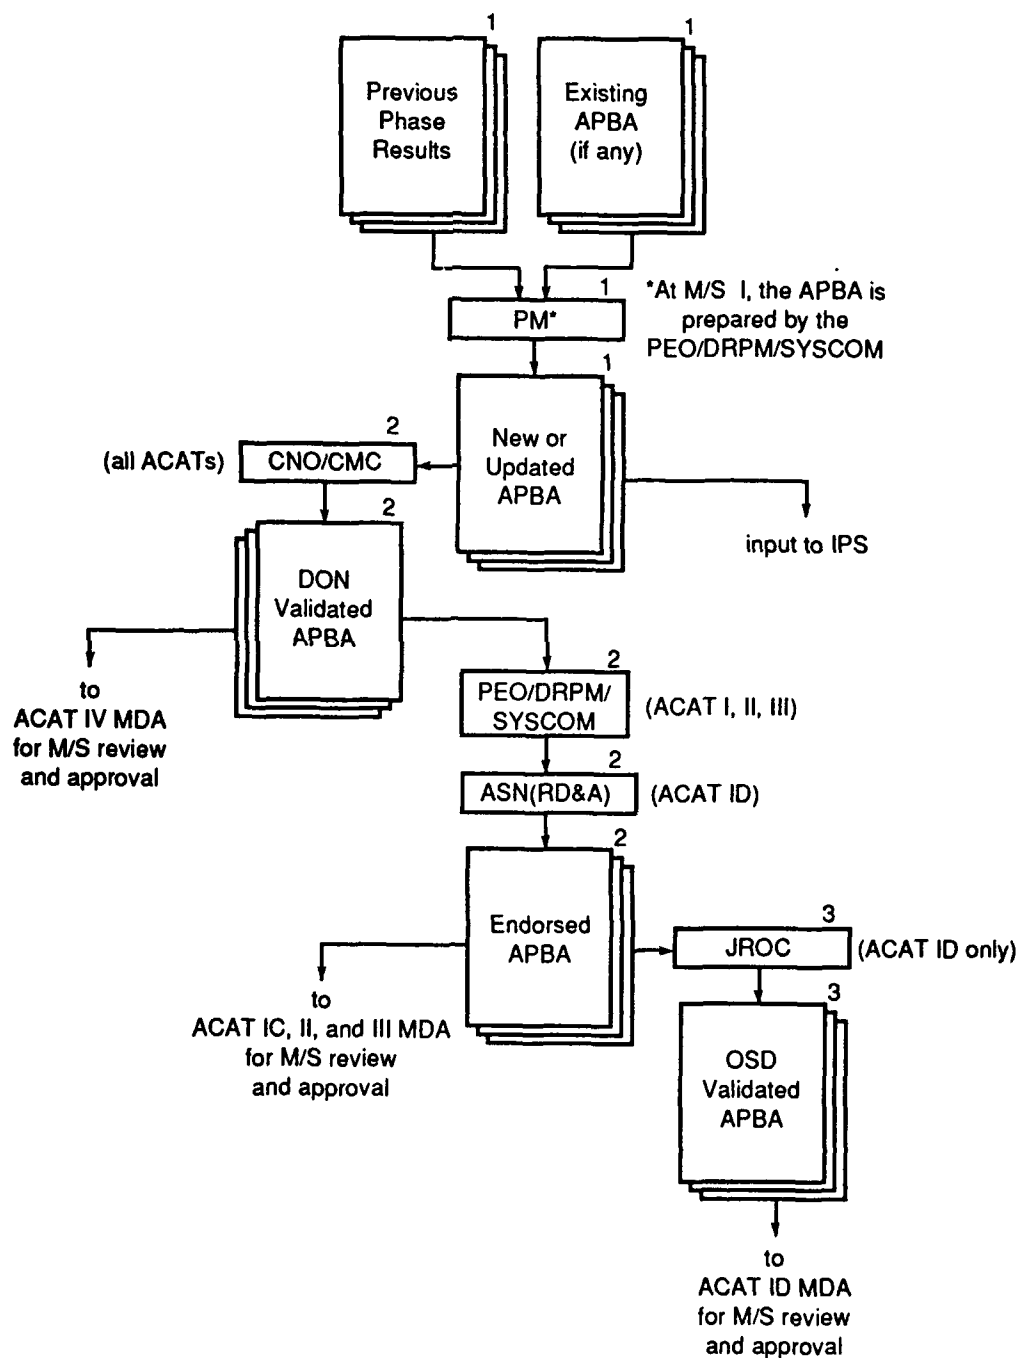 1
Previous
Phase
Results
1
Existing
APBA
(if any)
1
PM*
*At M/S I, the APBA is
prepared by the
PEO/DRPM/SYSCOM
1
New or
Updated
APBA
input to IPS
2
(all ACATs)
CNO/CMC
2
DON
Validated
APBA
to
ACAT IV MDA
for M/S review
and approval
2
PEO/DRPM/
SYSCOM
(ACAT I, II, III)
2
ASN(RD&A)
(ACAT ID)
2
Endorsed
APBA
to
ACAT IC, II, and III MDA
for M/S review
and approval
3
JROC
(ACAT ID only)
3
OSD
Validated
APBA
to
ACAT ID MDA
for M/S review
and approval